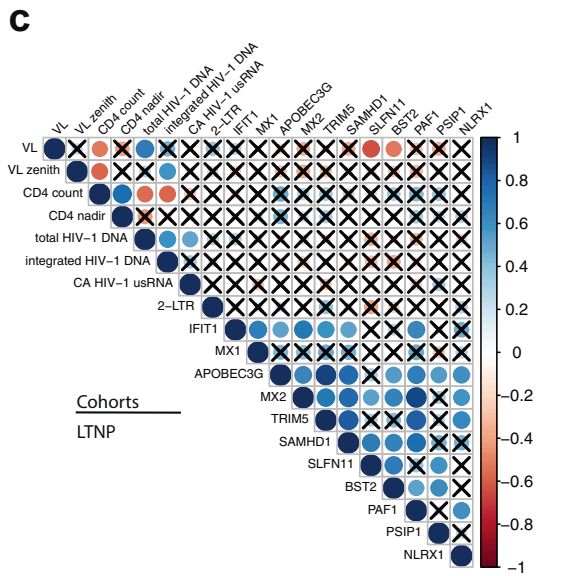 C
VL
VL zenith
CD4 count
CD4 nadir
total HIV−1 DNA
integrated HIV−1 DNA
CA HIV−1 usRNA
2−LTR
IFIT1
MX1
APOBEC3G
MX2
TRIM5
SAMHD1
SLFN11
BST2
PAF1
PSIP1
NLRX1
VL
VL zenith
CD4 count
CD4 nadir
total HIV−1 DNA
integrated HIV−1 DNA
CA HIV−1 usRNA
2−LTR
IFIT1
MX1
APOBEC3G
MX2
TRIM5
SAMHD1
SLFN11
BST2
PAF1
PSIP1
NLRX1
1
0.8
0.6
0.4
0.2
0
−0.2
−0.4
−0.6
−0.8
−1
Cohorts
LTNP